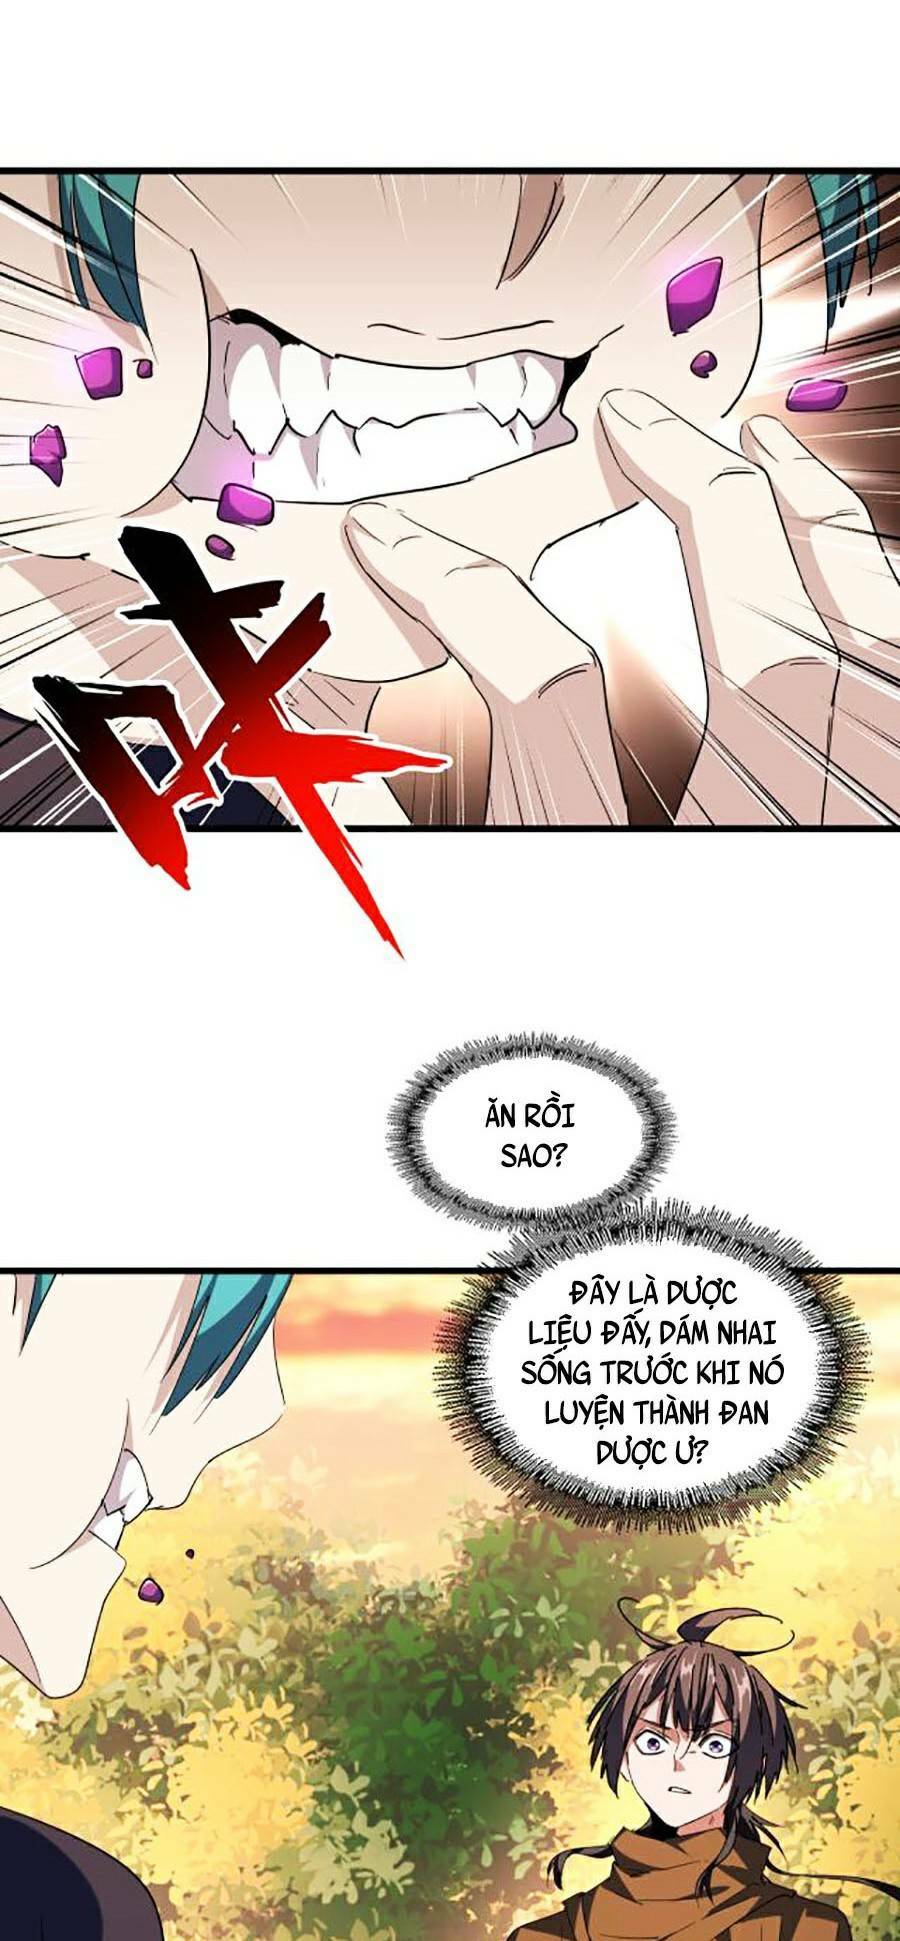 咔
ĂN RỒI
SAO?
ĐÂY LÀ DƯỢC
LIỆU ĐẤY, DÁM NHAI
SỐNG TRƯỚC KHI NÓ
LUYỆN THÀNH ĐAN
DƯỢC Ư?